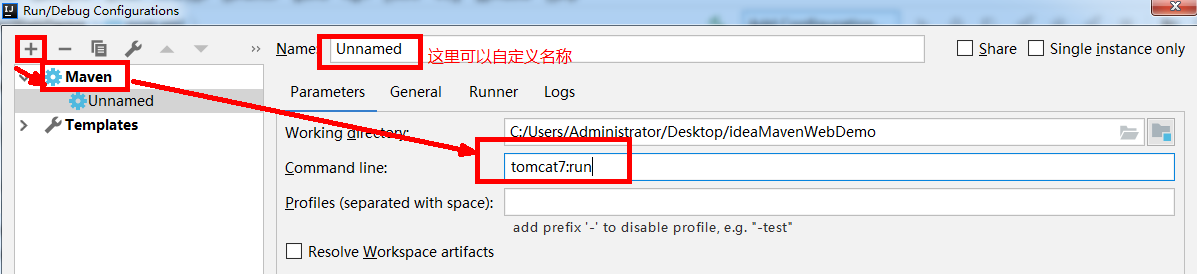 Run/Debug Configurations
Name: Unnamed 这里可以自定义名称 Share Single instance only
Maven
Unnamed
Templates
Parameters General Runner Logs
Working directory: C:/Users/Administrator/Desktop/ideaMavenWebDemo
Command line: tomcat7:run
Profiles (separated with space):
add prefix '-' to disable profile, e.g. "-test"
Resolve Workspace artifacts